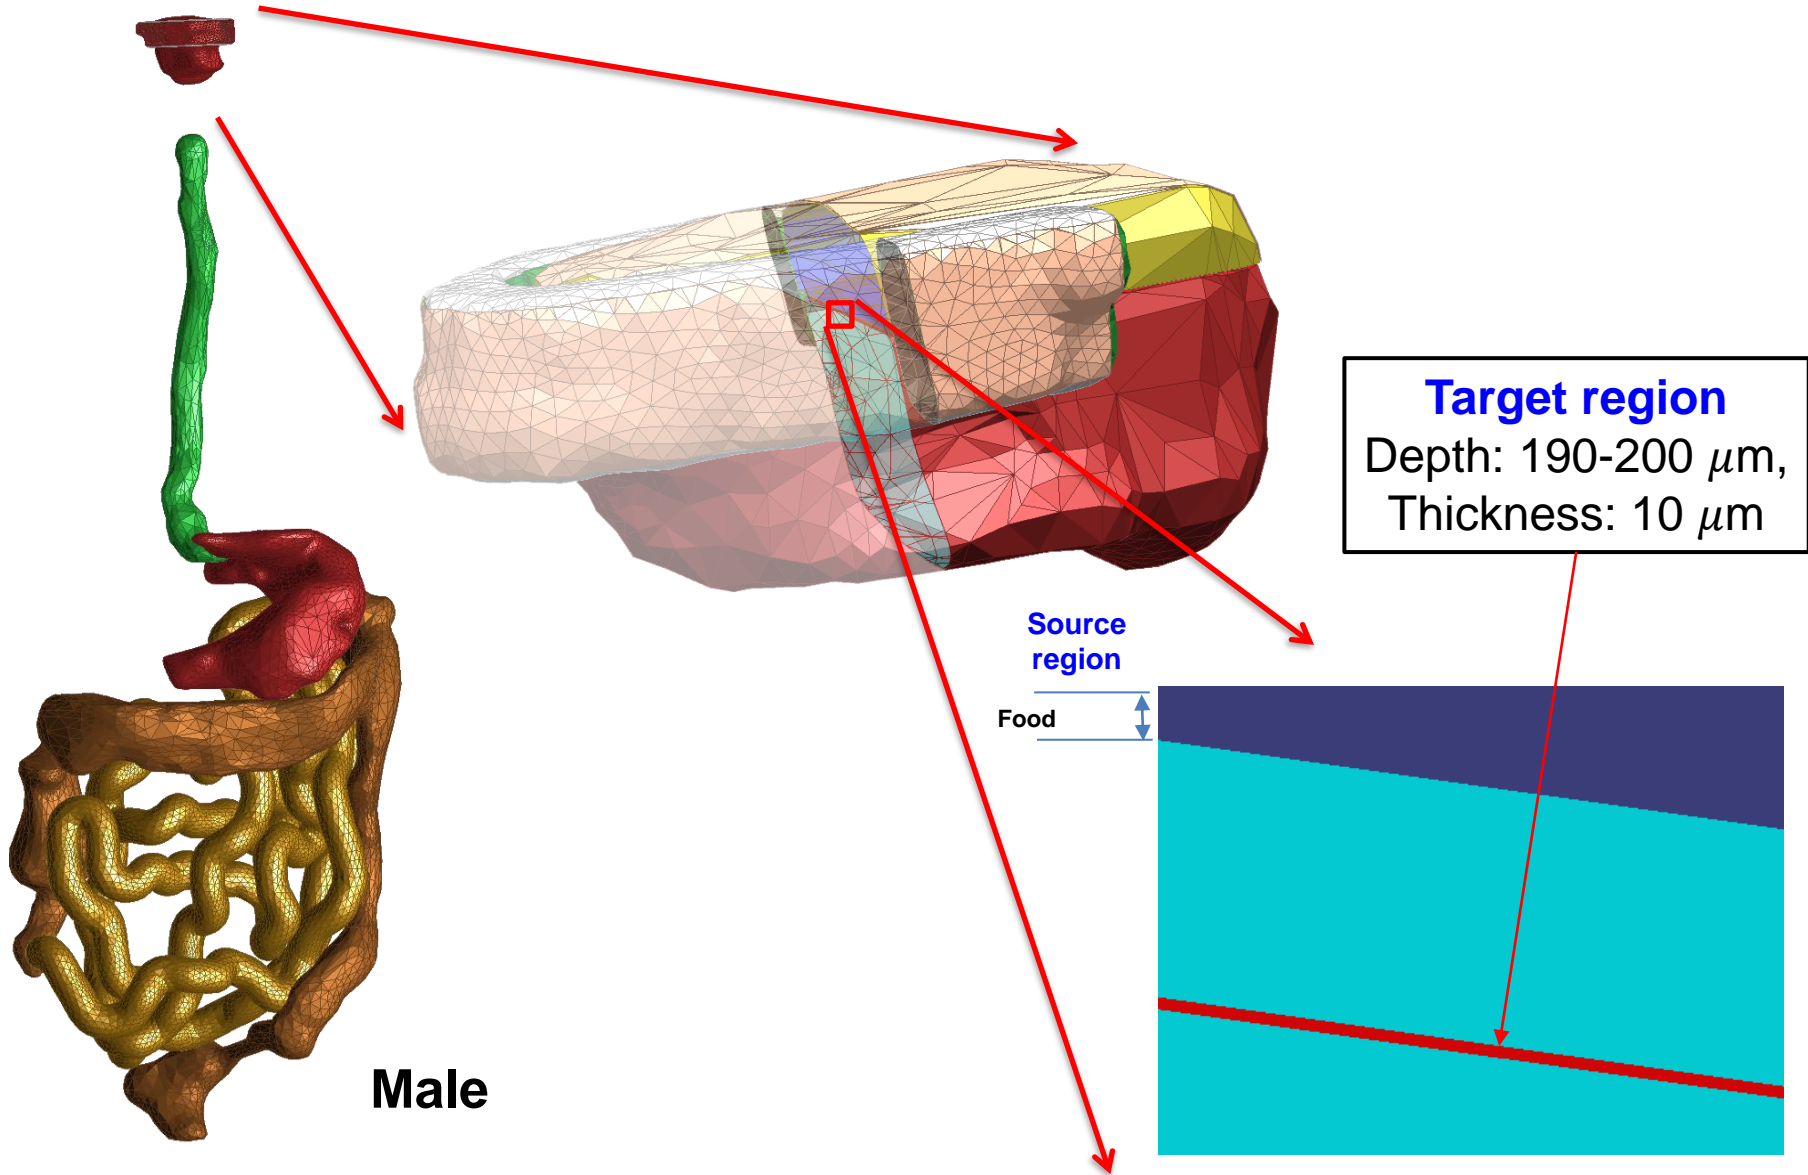 Target region
Depth: 190-200 𝜇m,
Thickness: 10 𝜇m
Source
region
Food
Male